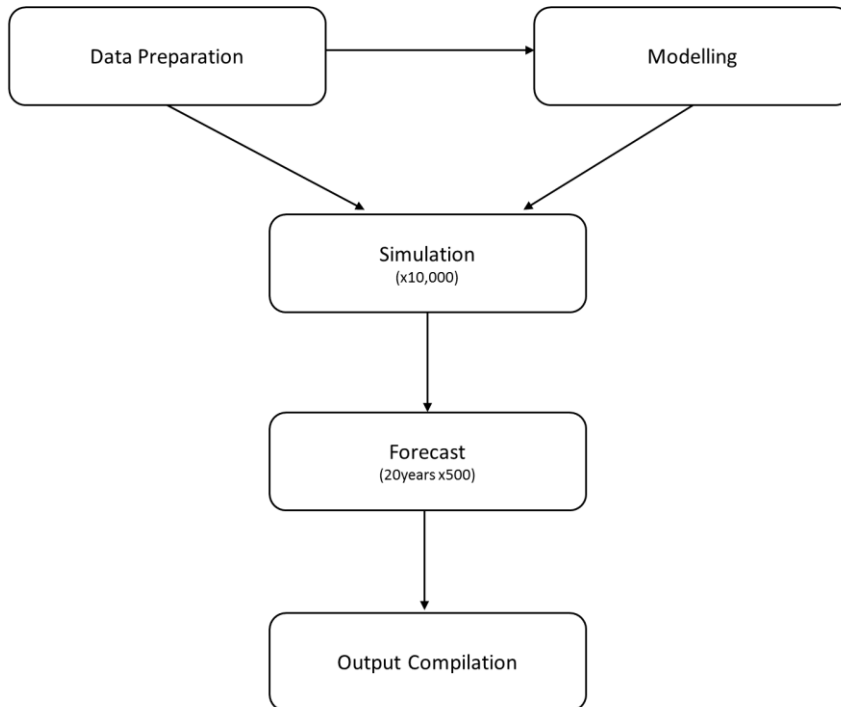 Data Preparation
Modelling
Simulation
(x10,000)
Forecast
(20years x500)
Output Compilation